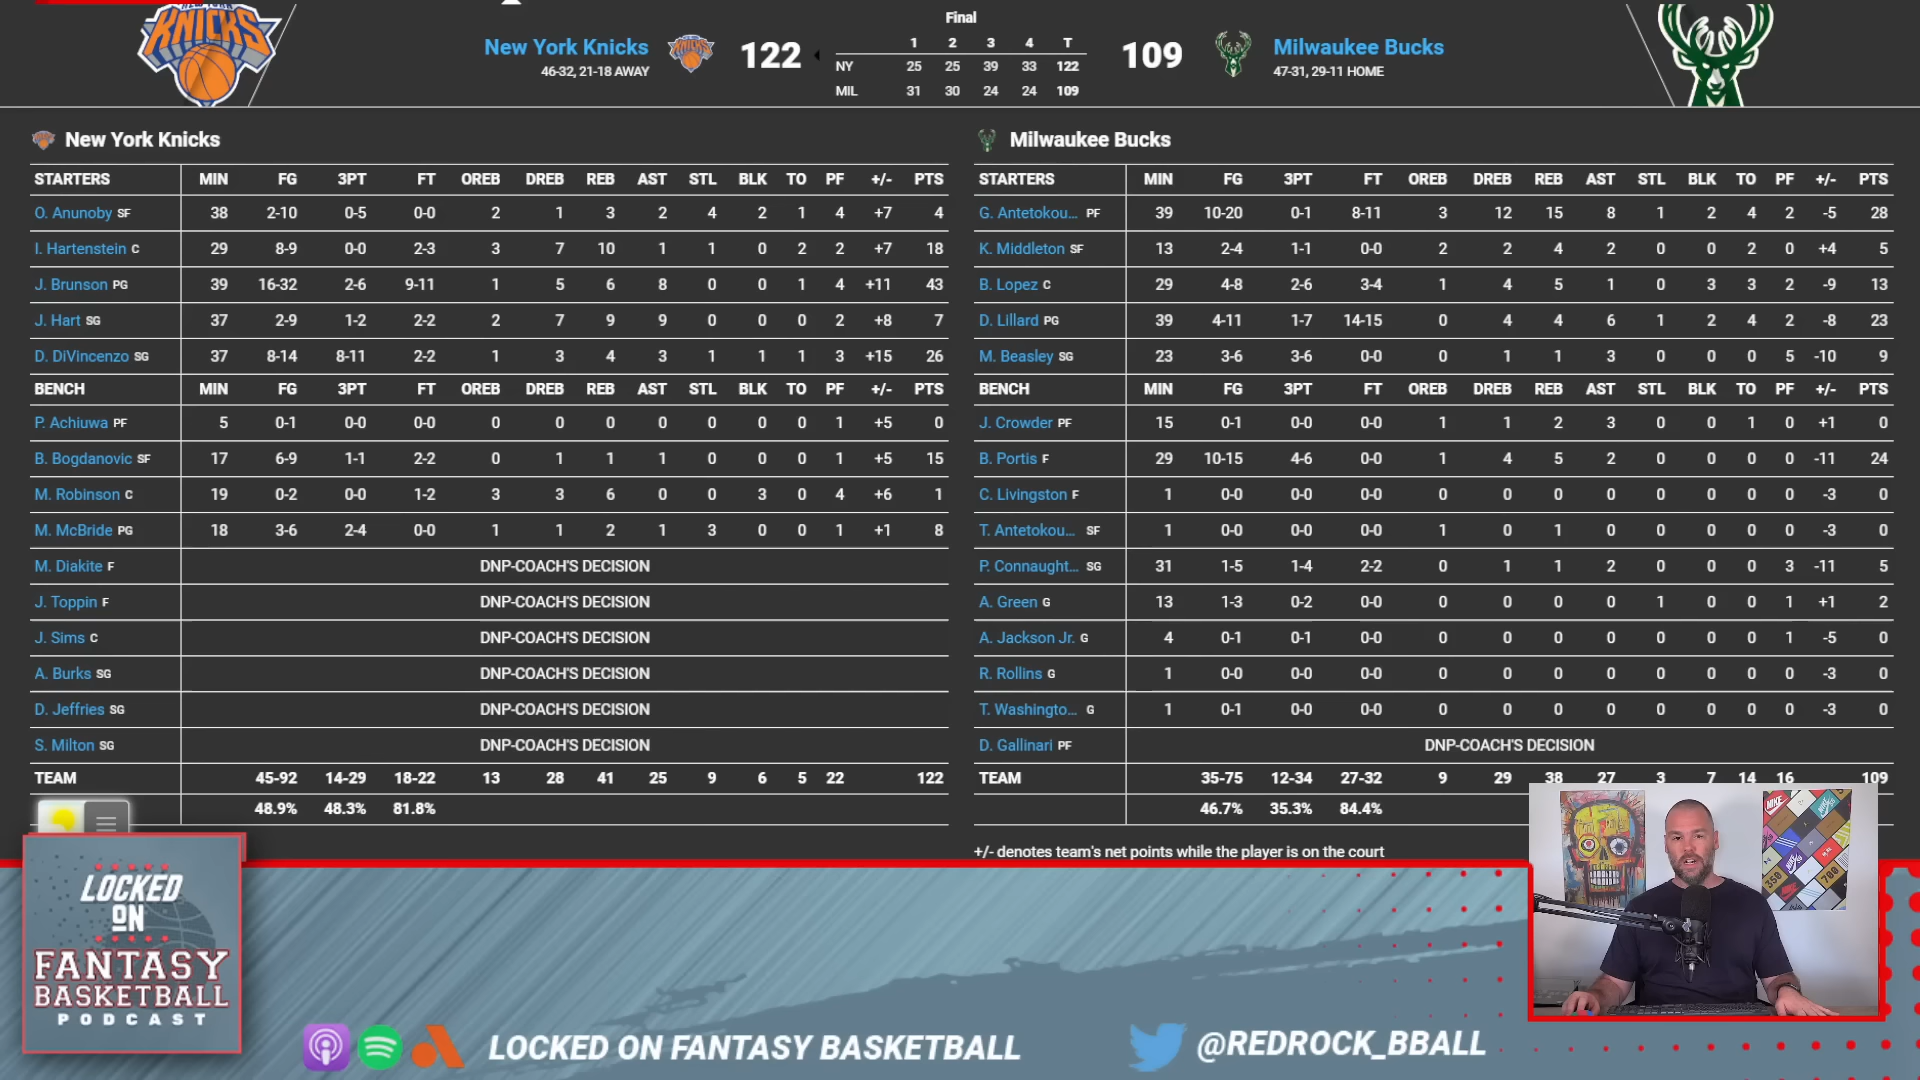 NEW YORK
KNICKS
New York Knicks
46-32, 21-18 AWAY
122
Final
1 2 3 4 T
NY 25 25 39 33 122
MIL 31 30 24 24 109
109
Milwaukee Bucks
47-31, 29-11 HOME
New York Knicks
STARTERS MIN FG 3PT FT OREB DREB REB AST STL BLK TO PF +/- PTS
O. Anunoby SF 38 2-10 0-5 0-0 2 1 3 2 4 2 1 4 +7 4
I. Hartenstein C 29 8-9 0-0 2-3 3 7 10 1 1 0 2 2 +7 18
J. Brunson PG 39 16-32 2-6 9-11 1 5 6 8 0 0 1 4 +11 43
J. Hart SG 37 2-9 1-2 2-2 2 7 9 9 0 0 0 2 +8 7
D. DiVincenzo SG 37 8-14 8-11 2-2 1 3 4 3 1 1 1 3 +15 26
BENCH MIN FG 3PT FT OREB DREB REB AST STL BLK TO PF +/- PTS
P. Achiuwa PF 5 0-1 0-0 0-0 0 0 0 0 0 0 0 1 +5 0
B. Bogdanovic SF 17 6-9 1-1 2-2 0 1 1 1 0 0 0 1 +5 15
M. Robinson C 19 0-2 0-0 1-2 3 3 6 0 0 3 0 4 +6 1
M. McBride PG 18 3-6 2-4 0-0 1 1 2 1 3 0 0 1 +1 8
M. Diakite F DNP-COACH'S DECISION
J. Toppin F DNP-COACH'S DECISION
J. Sims C DNP-COACH'S DECISION
A. Burks SG DNP-COACH'S DECISION
D. Jeffries SG DNP-COACH'S DECISION
S. Milton SG DNP-COACH'S DECISION
TEAM 45-92 14-29 18-22 13 28 41 25 9 6 5 22 122
48.9% 48.3% 81.8%
Milwaukee Bucks
STARTERS MIN FG 3PT FT OREB DREB REB AST STL BLK TO PF +/- PTS
G. Antetokou... PF 39 10-20 0-1 8-11 3 12 15 8 1 2 4 2 -5 28
K. Middleton SF 13 2-4 1-1 0-0 2 2 4 2 0 0 2 0 +4 5
B. Lopez C 29 4-8 2-6 3-4 1 4 5 1 0 3 3 2 -9 13
D. Lillard PG 39 4-11 1-7 14-15 0 4 4 6 1 2 4 2 -8 23
M. Beasley SG 23 3-6 3-6 0-0 0 1 1 3 0 0 0 5 -10 9
BENCH MIN FG 3PT FT OREB DREB REB AST STL BLK TO PF +/- PTS
J. Crowder PF 15 0-1 0-0 0-0 1 1 2 3 0 0 1 0 +1 0
B. Portis F 29 10-15 4-6 0-0 1 4 5 2 0 0 0 0 -11 24
C. Livingston F 1 0-0 0-0 0-0 0 0 0 0 0 0 0 0 -3 0
T. Antetokou... SF 1 0-0 0-0 0-0 1 0 1 0 0 0 0 0 -3 0
P. Connaught... SG 31 1-5 1-4 2-2 0 1 1 2 0 0 0 3 -11 5
A. Green G 13 1-3 0-2 0-0 0 0 0 0 1 0 0 1 +1 2
A. Jackson Jr. G 4 0-1 0-1 0-0 0 0 0 0 0 0 0 1 -5 0
R. Rollins G 1 0-0 0-0 0-0 0 0 0 0 0 0 0 0 -3 0
T. Washingto... G 1 0-1 0-0 0-0 0 0 0 0 0 0 0 0 -3 0
D. Gallinari PF DNP-COACH'S DECISION
TEAM 35-75 12-34 27-32 9 29 38 27 3 7 14 16 109
46.7% 35.3% 84.4%
+/- denotes team's net points while the player is on the court
LOCKED
ON
FANTASY
BASKETBALL
PODCAST
LOCKED ON FANTASY BASKETBALL
@REDROCK_BBALL
NIKE
350
700